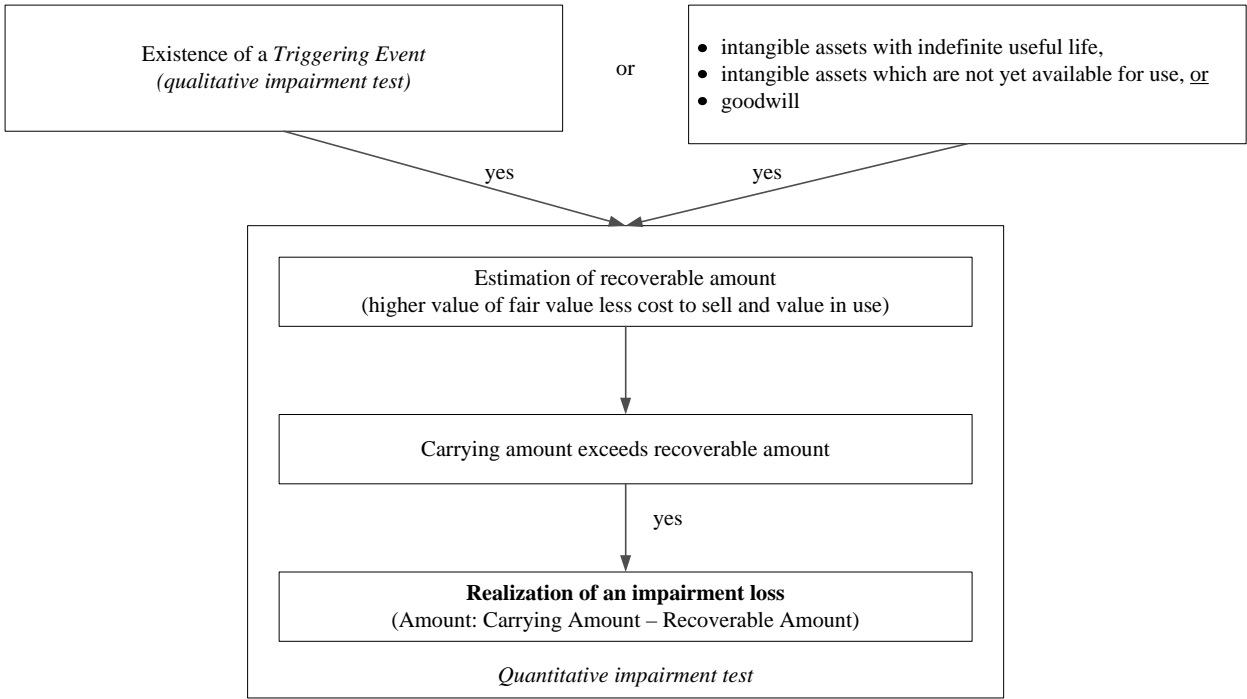 Existence of a Triggering Event
(qualitative impairment test)
or
• intangible assets with indefinite useful life,
• intangible assets which are not yet available for use, or
• goodwill
yes
yes
Estimation of recoverable amount
(higher value of fair value less cost to sell and value in use)
Carrying amount exceeds recoverable amount
yes
Realization of an impairment loss
(Amount: Carrying Amount – Recoverable Amount)
Quantitative impairment test